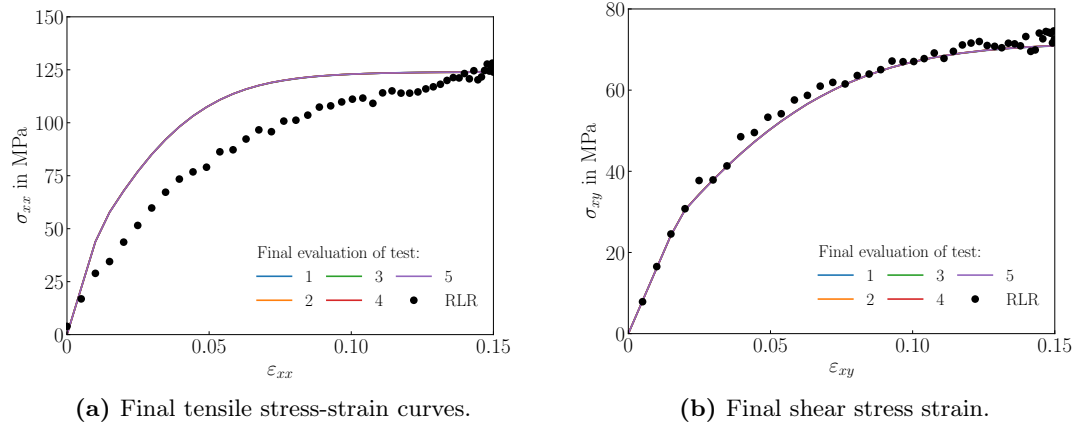 150
125
100
75
50
25
0
σxx in MPa
0
0.05
0.10
0.15
εxx
Final evaluation of test:
1 3 5
2 4 RLR
(a) Final tensile stress-strain curves.
80
60
40
20
0
σxy in MPa
0
0.05
0.10
0.15
εxy
Final evaluation of test:
1 3 5
2 4 RLR
(b) Final shear stress strain.